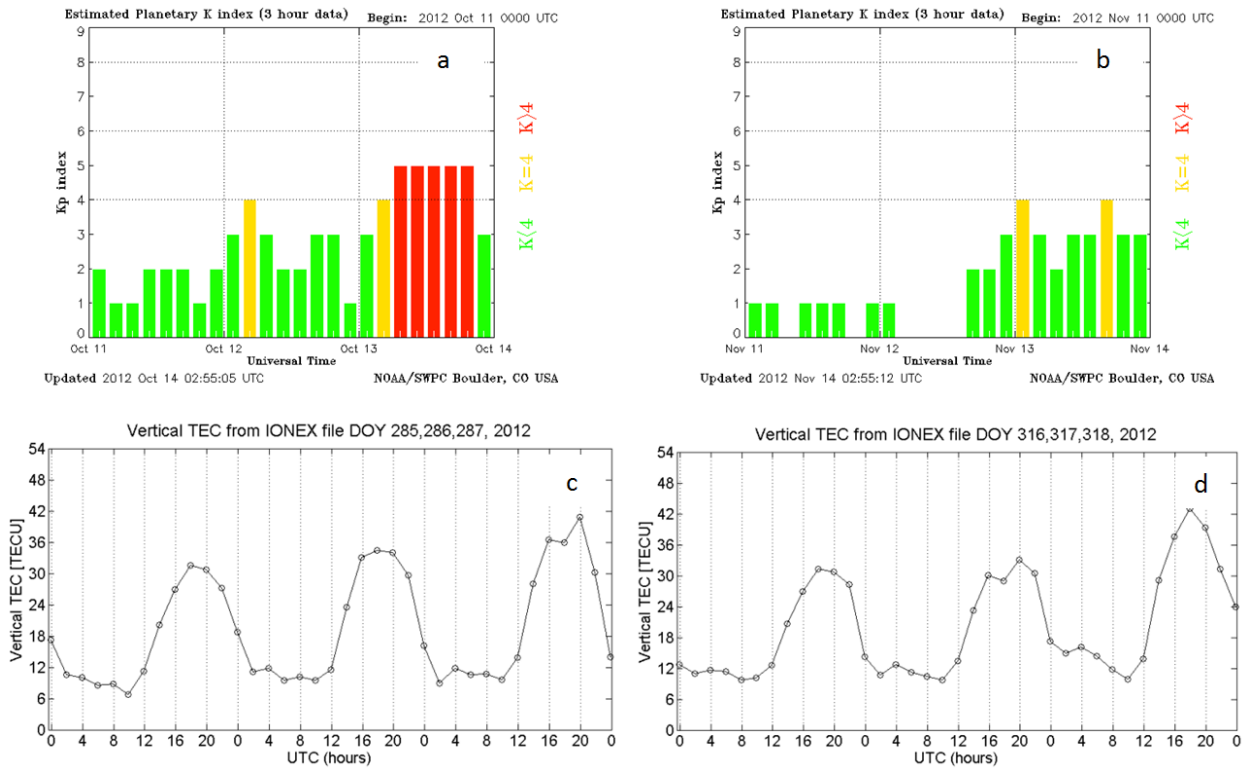 Estimated Planetary K index (3 hour data) Begin: 2012 Oct 11 0000 UTC
a
9
8
7
6
5
4
3
2
1
0
Kp index
K<4 K=4 K>4
Oct 11 Oct 12 Oct 13 Oct 14
Universal Time
Updated 2012 Oct 14 02:55:05 UTC NOAA/SWPC Boulder, CO USA
Estimated Planetary K index (3 hour data) Begin: 2012 Nov 11 0000 UTC
b
9
8
7
6
5
4
3
2
1
0
Kp index
K<4 K=4 K>4
Nov 11 Nov 12 Nov 13 Nov 14
Universal Time
Updated 2012 Nov 14 02:55:12 UTC NOAA/SWPC Boulder, CO USA
Vertical TEC from IONEX file DOY 285,286,287, 2012
c
54
48
42
36
30
24
18
12
6
0
Vertical TEC [TECU]
0 4 8 12 16 20 0 4 8 12 16 20 0 4 8 12 16 20 0
UTC (hours)
Vertical TEC from IONEX file DOY 316,317,318, 2012
d
54
48
42
36
30
24
18
12
6
0
Vertical TEC [TECU]
0 4 8 12 16 20 0 4 8 12 16 20 0 4 8 12 16 20 0
UTC (hours)